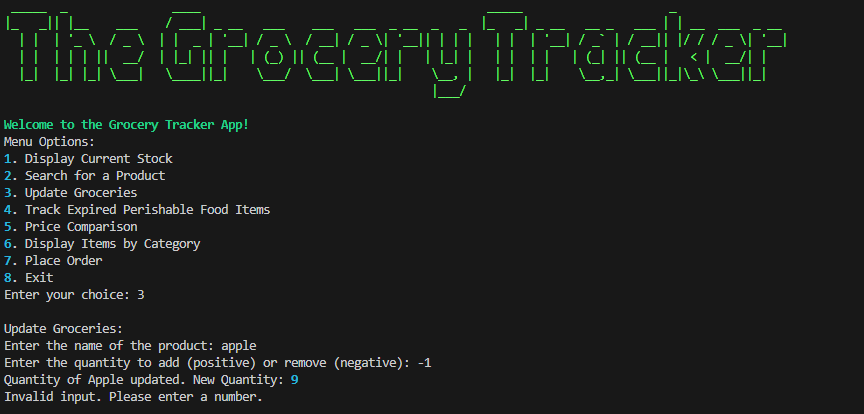 The Grocery Tracker
Welcome to the Grocery Tracker App!
Menu Options:
1. Display Current Stock
2. Search for a Product
3. Update Groceries
4. Track Expired Perishable Food Items
5. Price Comparison
6. Display Items by Category
7. Place Order
8. Exit
Enter your choice: 3
Update Groceries:
Enter the name of the product: apple
Enter the quantity to add (positive) or remove (negative): -1
Quantity of Apple updated. New Quantity: 9
Invalid input. Please enter a number.